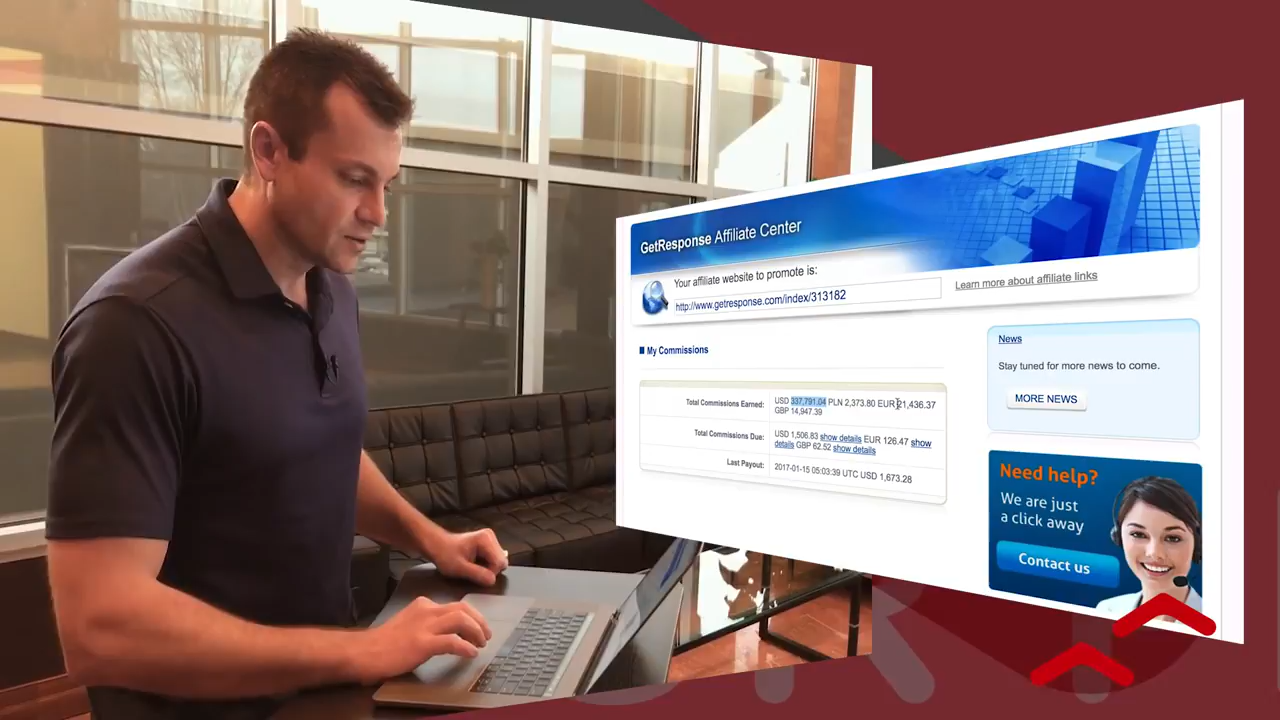 GetResponse Affiliate Center
Your affiliate website to promote is:
http://www.getresponse.com/index/313182
Learn more about affiliate links
My Commissions
Total Commissions Earned: USD 337,791.04 PLN 2,373.80 EUR 21,436.37
GBP 14,947.39
Total Commissions Due: USD 1,506.83 show details EUR 126.47 show
details GBP 62.52 show details
Last Payout: 2017-01-15 05:03:39 UTC USD 1,673.28
News
Stay tuned for more news to come.
MORE NEWS
Need help?
We are just
a click away
Contact us